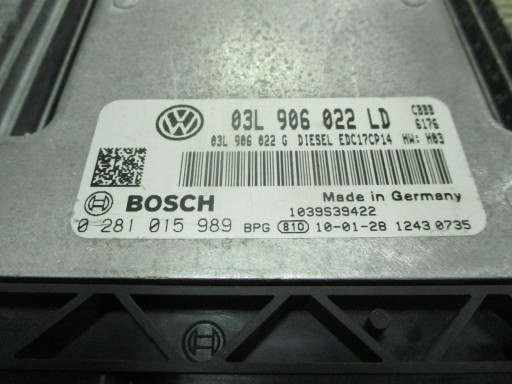 03L 906 022 LD CBBB
03L 906 022 G DIESEL EDC17CP14 HW: H03 6176
Made in Germany
BOSCH 1039S39422
0 281 015 989 BPG 810 10-01-28 1243 0735
BOSCH